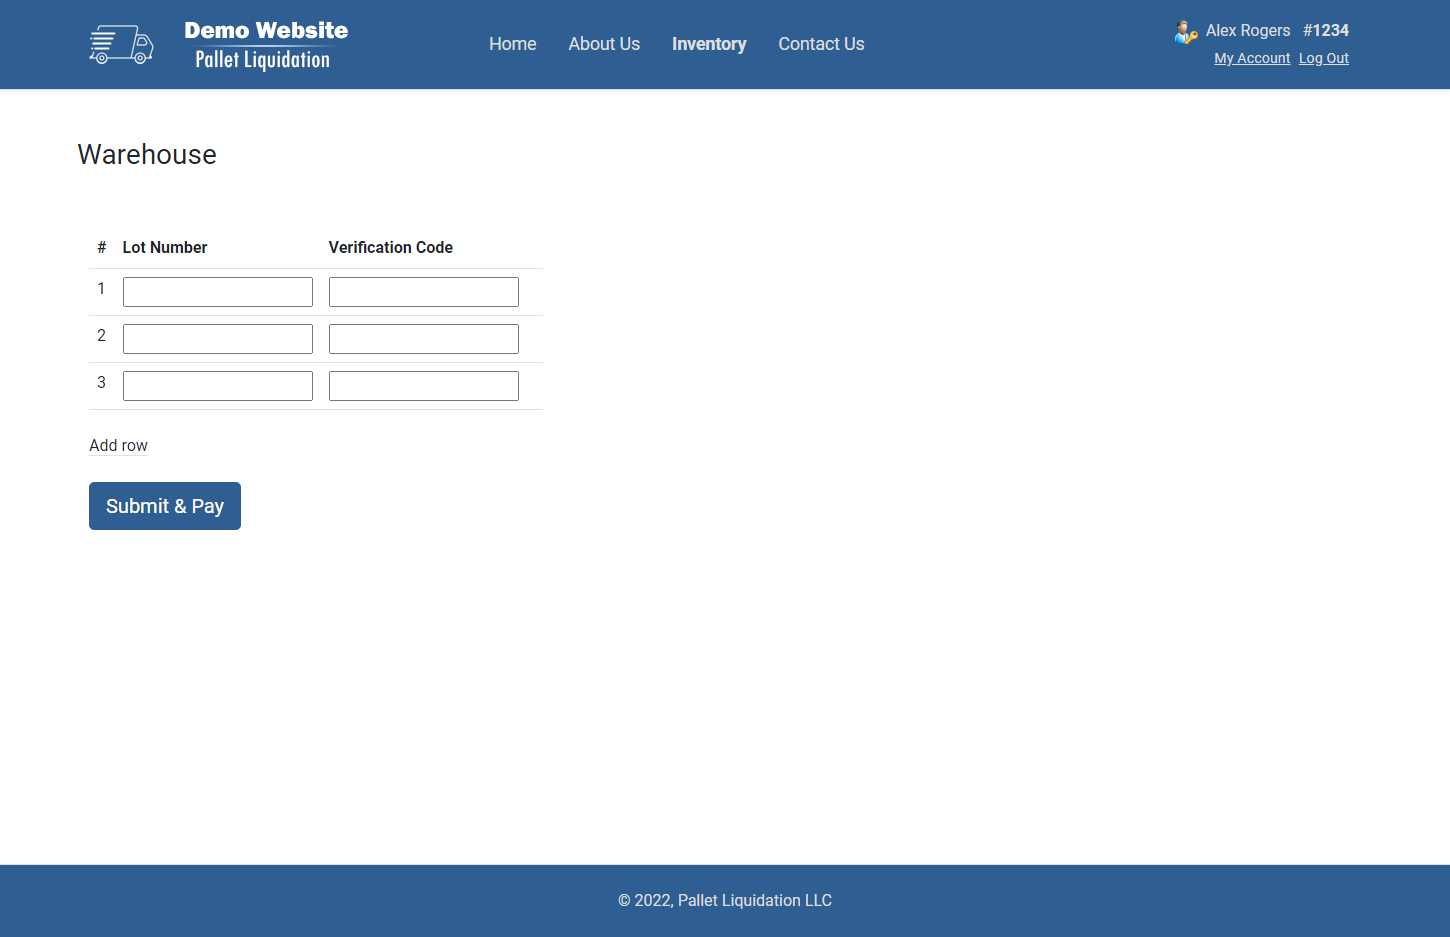 Demo Website
Pallet Liquidation
Home About Us Inventory Contact Us
Alex Rogers #1234
My Account Log Out
Warehouse
# Lot Number Verification Code
1
2
3
Add row
Submit & Pay
© 2022, Pallet Liquidation LLC